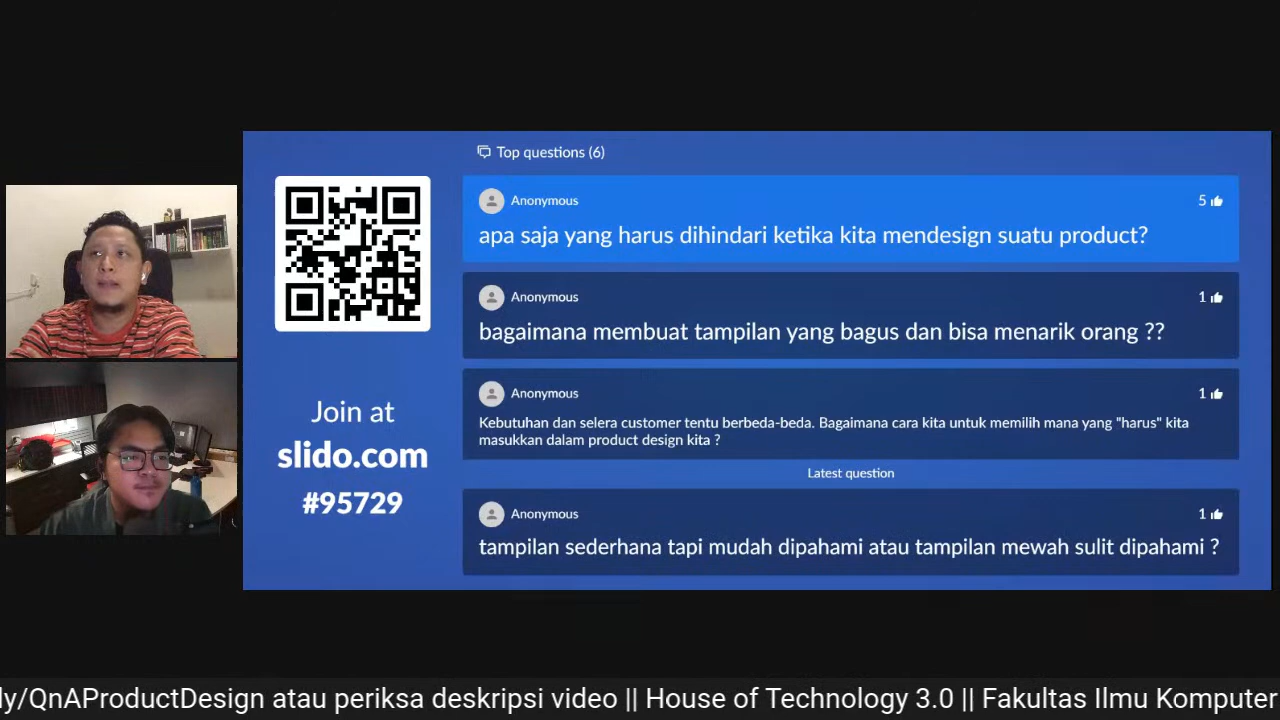 Top questions (6)
Anonymous
5
apa saja yang harus dihindari ketika kita mendesign suatu product?
Anonymous
1
bagaimana membuat tampilan yang bagus dan bisa menarik orang ??
Anonymous
1
Kebutuhan dan selera customer tentu berbeda-beda. Bagaimana cara kita untuk memilih mana yang "harus" kita
masukkan dalam product design kita ?
Latest question
Anonymous
1
tampilan sederhana tapi mudah dipahami atau tampilan mewah sulit dipahami ?
Join at
slido.com
#95729
ly/QnAProductDesign atau periksa deskripsi video || House of Technology 3.0 || Fakultas Ilmu Komputer